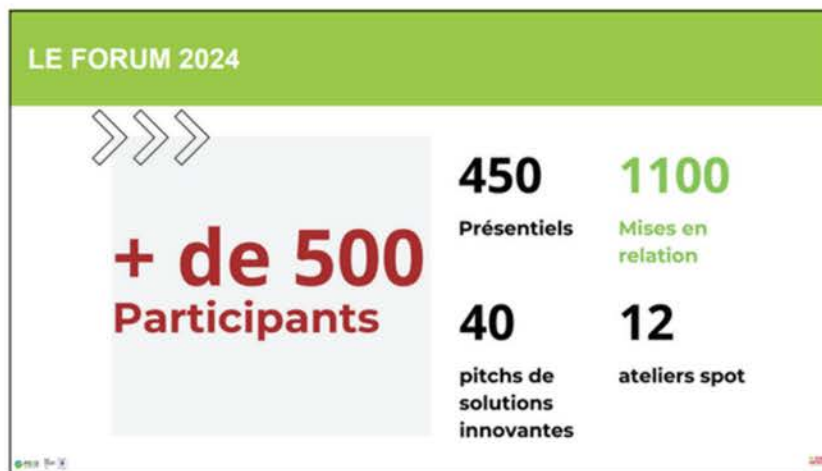 LE FORUM 2024
+ de 500
Participants
450
Présentiels
1100
Mises en
relation
40
pitchs de
solutions
innovantes
12
ateliers spot